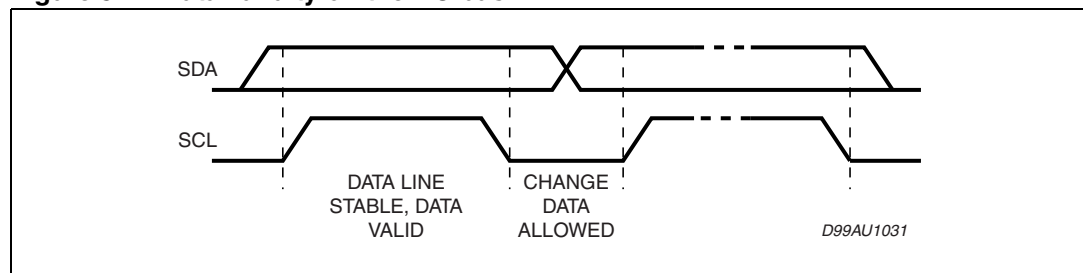 SDA
SCL
DATA LINE
STABLE, DATA
VALID
CHANGE
DATA
ALLOWED
D99AU1031